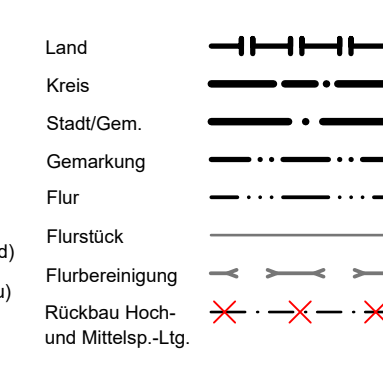 Land
Kreis
Stadt/Gem.
Gemarkung
Flur
Flurstück
d)
Flurbereinigung
u)
Rückbau Hoch-
und Mittelsp.-Ltg.